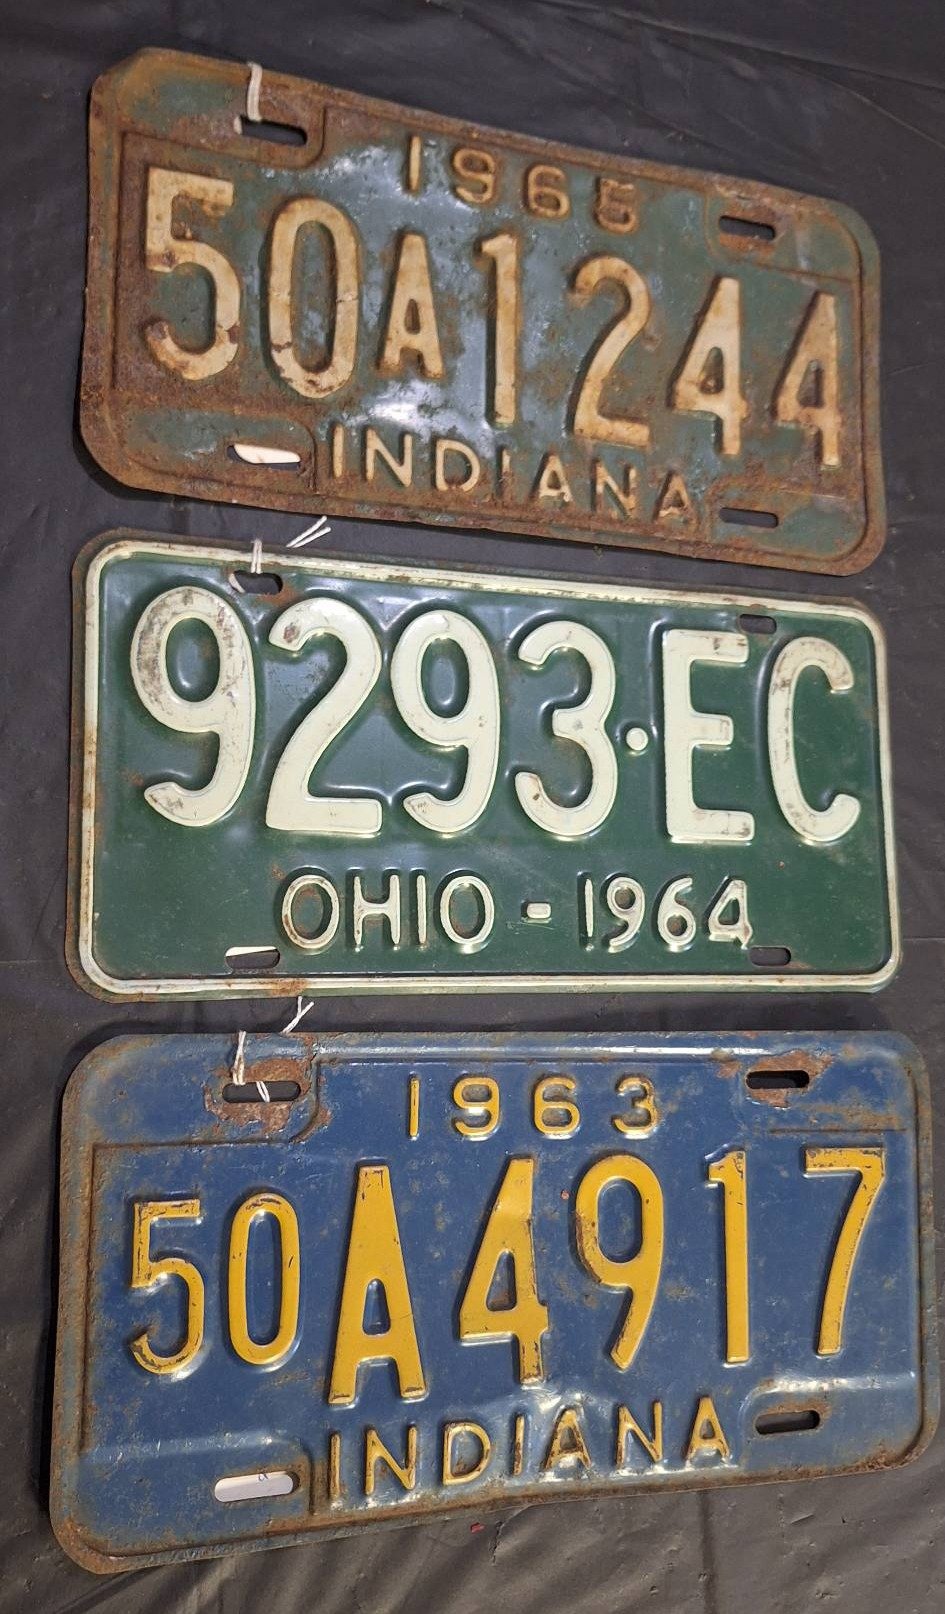 1965
50A1244
INDIANA
9293·EC
OHIO - 1964
1963
50A4917
INDIANA